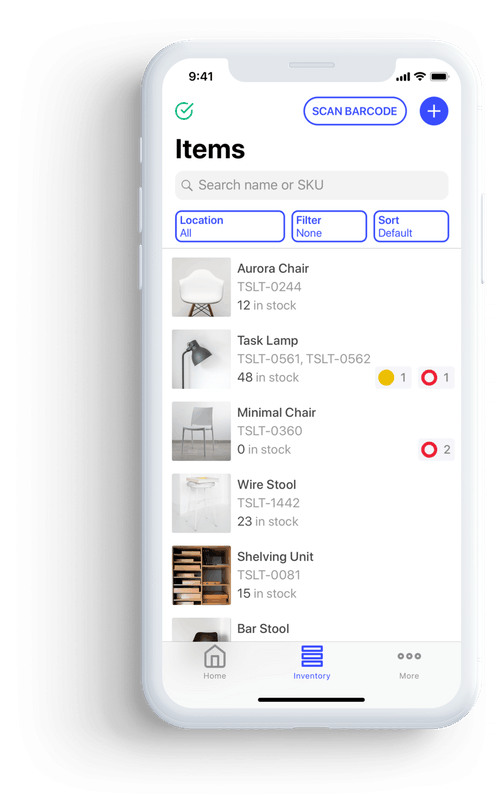 9:41
SCAN BARCODE
Items
Search name or SKU
Location
All
Filter
None
Sort
Default
Aurora Chair
TSLT-0244
12 in stock
Task Lamp
TSLT-0561, TSLT-0562
48 in stock
1
1
Minimal Chair
TSLT-0360
0 in stock
2
Wire Stool
TSLT-1442
23 in stock
Shelving Unit
TSLT-0081
15 in stock
Bar Stool
Home
Inventory
More